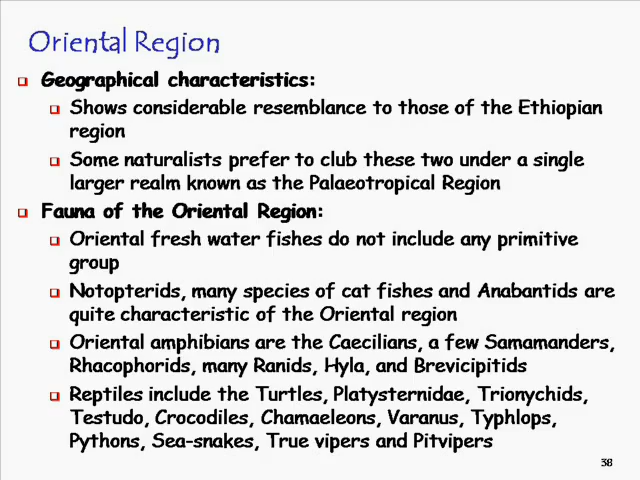 Oriental Region
Geographical characteristics:
Shows considerable resemblance to those of the Ethiopian
region
Some naturalists prefer to club these two under a single
larger realm known as the Palaeotropical Region
Fauna of the Oriental Region:
Oriental fresh water fishes do not include any primitive
group
Notopterids, many species of cat fishes and Anabantids are
quite characteristic of the Oriental region
Oriental amphibians are the Caecilians, a few Samamanders,
Rhacophorids, many Ranids, Hyla, and Brevicipitids
Reptiles include the Turtles, Platysternidae, Trionychids,
Testudo, Crocodiles, Chamaeleons, Varanus, Typhlops,
Pythons, Sea-snakes, True vipers and Pitvipers
38